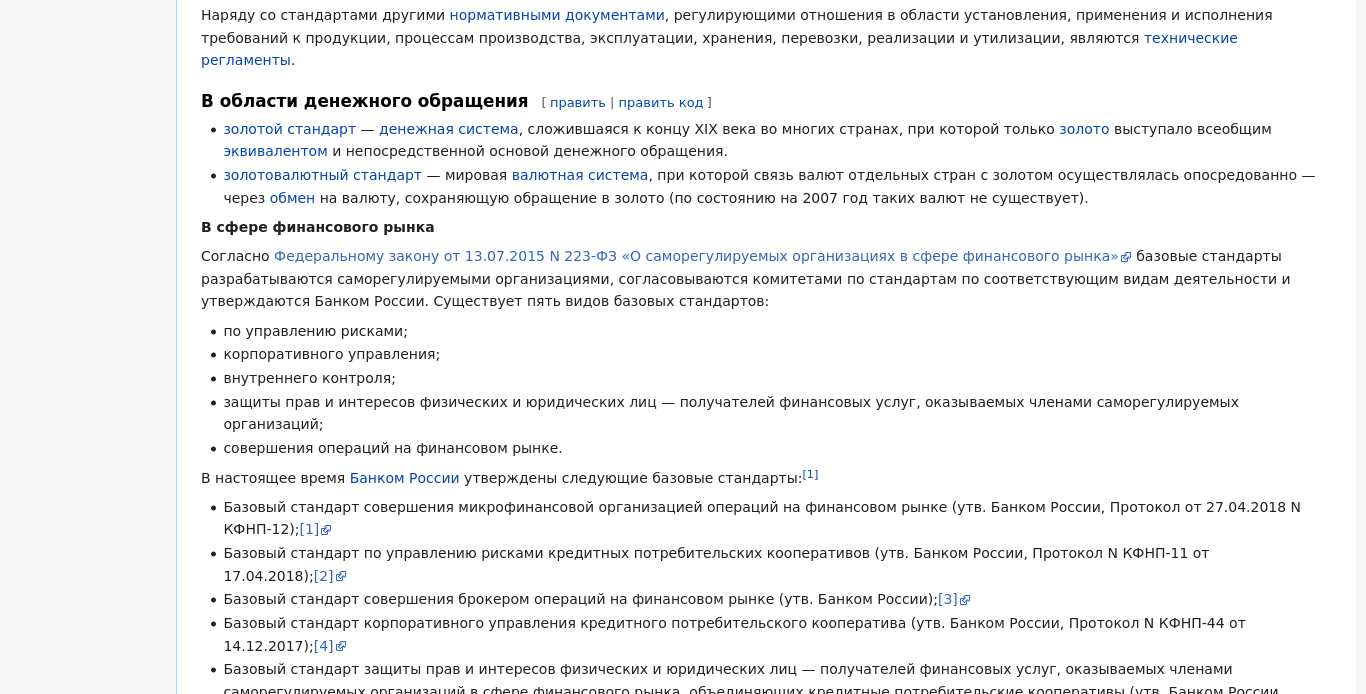 Наряду со стандартами другими нормативными документами, регулирующими отношения в области установления, применения и исполнения
требований к продукции, процессам производства, эксплуатации, хранения, перевозки, реализации и утилизации, являются технические
регламенты.
В области денежного обращения [ править | править код ]
• золотой стандарт — денежная система, сложившаяся к концу XIX века во многих странах, при которой только золото выступало всеобщим
эквивалентом и непосредственной основой денежного обращения.
• золотовалютный стандарт — мировая валютная система, при которой связь валют отдельных стран с золотом осуществлялась опосредованно —
через обмен на валюту, сохраняющую обращение в золото (по состоянию на 2007 год таких валют не существует).
В сфере финансового рынка
Согласно Федеральному закону от 13.07.2015 N 223-ФЗ «О саморегулируемых организациях в сфере финансового рынка» базовые стандарты
разрабатываются саморегулируемыми организациями, согласовываются комитетами по стандартам по соответствующим видам деятельности и
утверждаются Банком России. Существует пять видов базовых стандартов:
• по управлению рисками;
• корпоративного управления;
• внутреннего контроля;
• защиты прав и интересов физических и юридических лиц — получателей финансовых услуг, оказываемых членами саморегулируемых
организаций;
• совершения операций на финансовом рынке.
В настоящее время Банком России утверждены следующие базовые стандарты:[1]
• Базовый стандарт совершения микрофинансовой организацией операций на финансовом рынке (утв. Банком России, Протокол от 27.04.2018 N
КФНП-12);[1]
• Базовый стандарт по управлению рисками кредитных потребительских кооперативов (утв. Банком России, Протокол N КФНП-11 от
17.04.2018);[2]
• Базовый стандарт совершения брокером операций на финансовом рынке (утв. Банком России);[3]
• Базовый стандарт корпоративного управления кредитного потребительского кооператива (утв. Банком России, Протокол N КФНП-44 от
14.12.2017);[4]
• Базовый стандарт защиты прав и интересов физических и юридических лиц — получателей финансовых услуг, оказываемых членами
саморегулируемых организаций в сфере финансового рынка, объединяющих кредитные потребительские кооперативы (утв. Банком России